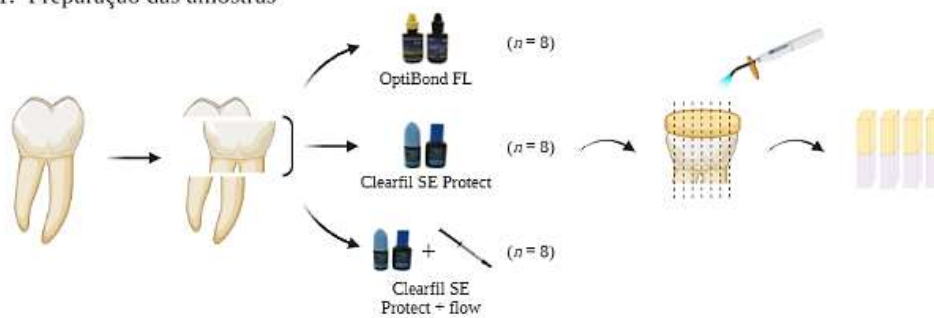 1. Preparação das amostras
(n = 8)
OptiBond FL
(n = 8)
Clearfil SE Protect
+
(n = 8)
Clearfil SE
Protect + flow